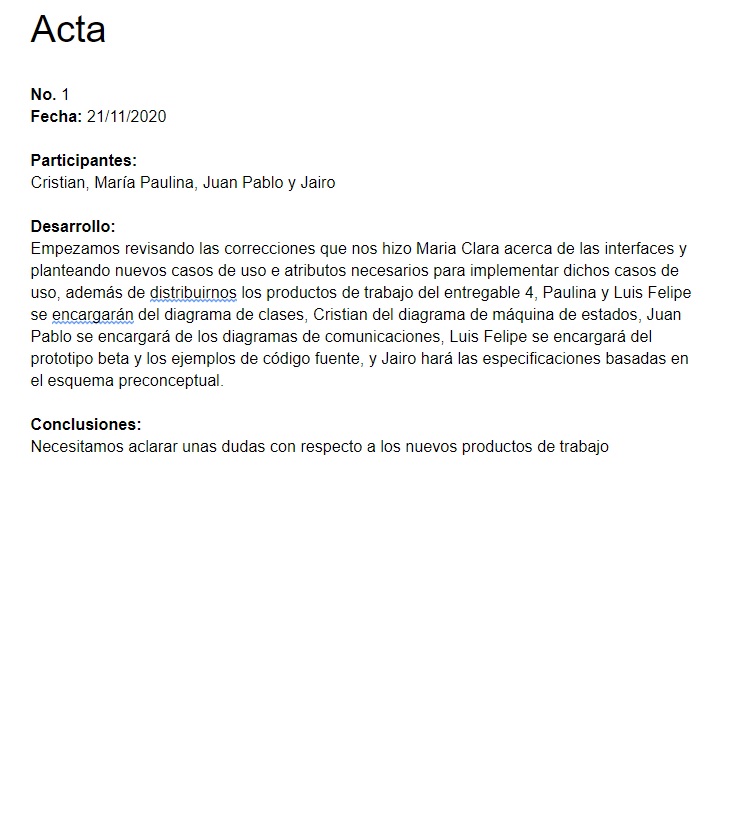 Acta
No. 1
Fecha: 21/11/2020
Participantes:
Cristian, María Paulina, Juan Pablo y Jairo
Desarrollo:
Empezamos revisando las correcciones que nos hizo Maria Clara acerca de las interfaces y
planteando nuevos casos de uso e atributos necesarios para implementar dichos casos de
uso, además de distribuirnos los productos de trabajo del entregable 4, Paulina y Luis Felipe
se encargarán del diagrama de clases, Cristian del diagrama de máquina de estados, Juan
Pablo se encargará de los diagramas de comunicaciones, Luis Felipe se encargará del
prototipo beta y los ejemplos de código fuente, y Jairo hará las especificaciones basadas en
el esquema preconceptual.
Conclusiones:
Necesitamos aclarar unas dudas con respecto a los nuevos productos de trabajo